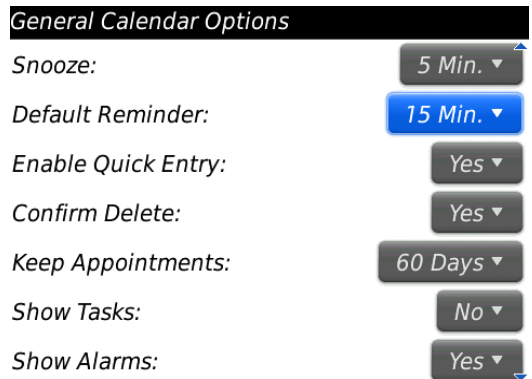 General Calendar Options
Snooze: 5 Min.
Default Reminder: 15 Min.
Enable Quick Entry: Yes
Confirm Delete: Yes
Keep Appointments: 60 Days
Show Tasks: No
Show Alarms: Yes